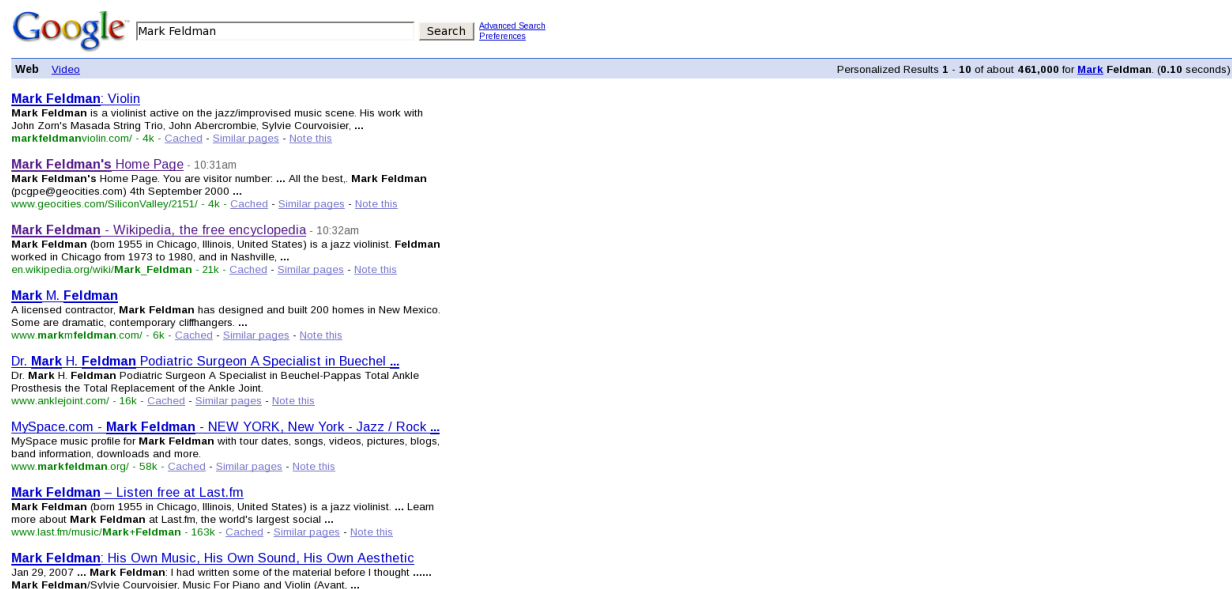 Google Mark Feldman Search Advanced Search
Preferences
Web Video Personalized Results 1 - 10 of about 461,000 for Mark Feldman. (0.10 seconds)
Mark Feldman: Violin
Mark Feldman is a violinist active on the jazz/improvised music scene. His work with
John Zorn's Masada String Trio, John Abercrombie, Sylvie Courvoisier, ...
markfeldmanviolin.com/ - 4k - Cached - Similar pages - Note this
Mark Feldman's Home Page - 10:31am
Mark Feldman's Home Page. You are visitor number: ... All the best,. Mark Feldman
(pcgpe@geocities.com) 4th September 2000 ...
www.geocities.com/SiliconValley/2151/ - 4k - Cached - Similar pages - Note this
Mark Feldman - Wikipedia, the free encyclopedia - 10:32am
Mark Feldman (born 1955 in Chicago, Illinois, United States) is a jazz violinist. Feldman
worked in Chicago from 1973 to 1980, and in Nashville, ...
en.wikipedia.org/wiki/Mark_Feldman - 21k - Cached - Similar pages - Note this
Mark M. Feldman
A licensed contractor, Mark Feldman has designed and built 200 homes in New Mexico.
Some are dramatic, contemporary cliffhangers. ...
www.markmfeldman.com/ - 6k - Cached - Similar pages - Note this
Dr. Mark H. Feldman Podiatric Surgeon A Specialist in Buechel ...
Dr. Mark H. Feldman Podiatric Surgeon A Specialist in Beuchel-Pappas Total Ankle
Prosthesis the Total Replacement of the Ankle Joint.
www.anklejoint.com/ - 16k - Cached - Similar pages - Note this
MySpace.com - Mark Feldman - NEW YORK, New York - Jazz / Rock ...
MySpace music profile for Mark Feldman with tour dates, songs, videos, pictures, blogs,
band information, downloads and more.
www.markfeldman.org/ - 58k - Cached - Similar pages - Note this
Mark Feldman – Listen free at Last.fm
Mark Feldman (born 1955 in Chicago, Illinois, United States) is a jazz violinist. ... Learn
more about Mark Feldman at Last.fm, the world's largest social ...
www.last.fm/music/Mark+Feldman - 163k - Cached - Similar pages - Note this
Mark Feldman: His Own Music, His Own Sound, His Own Aesthetic
Jan 29, 2007 ... Mark Feldman: I had written some of the material before I thought ......
Mark Feldman/Sylvie Courvoisier, Music For Piano and Violin (Avant, ...